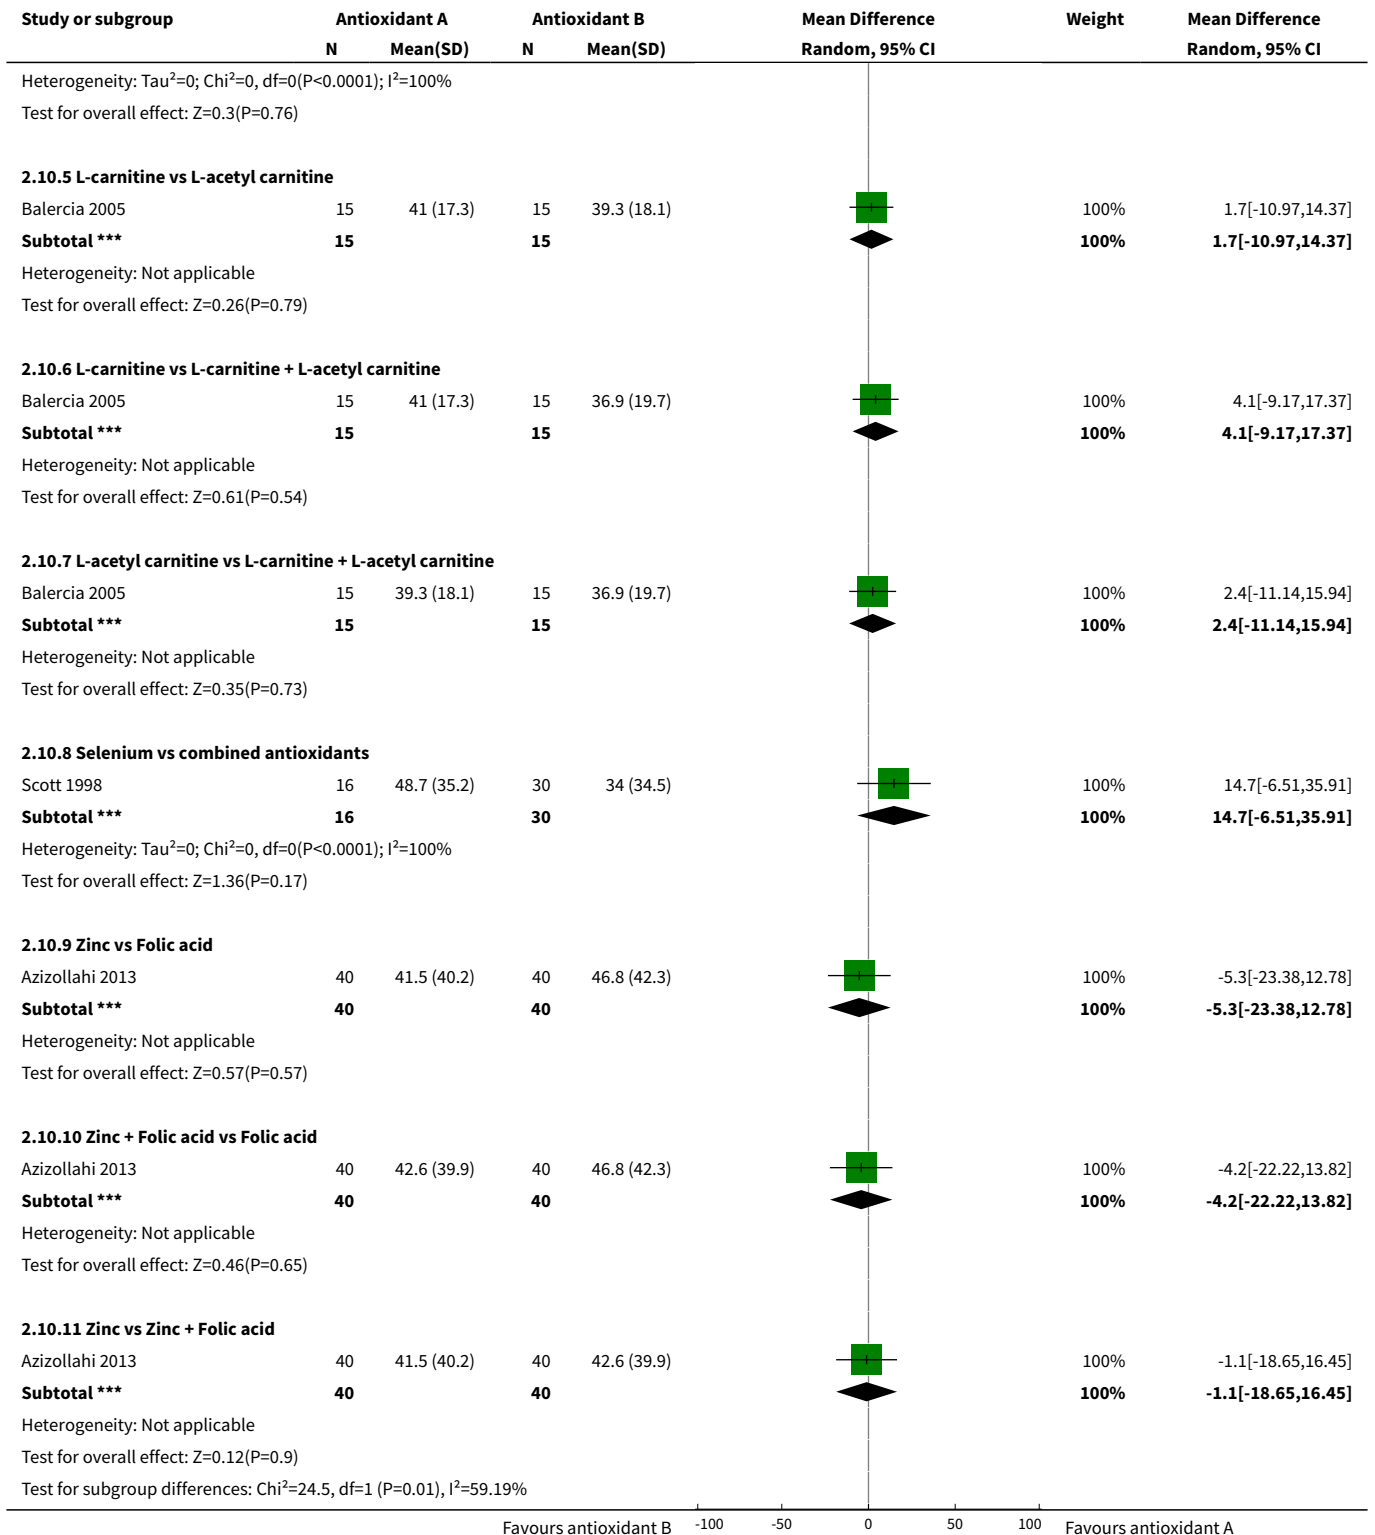 Study or subgroup Antioxidant A Antioxidant B Mean Difference Weight Mean Difference
N Mean(SD) N Mean(SD) Random, 95% CI Random, 95% CI
Heterogeneity: Tau²=0; Chi²=0, df=0(P<0.0001); I²=100%
Test for overall effect: Z=0.3(P=0.76)
2.10.5 L-carnitine vs L-acetyl carnitine
Balercia 2005 15 41 (17.3) 15 39.3 (18.1) 100% 1.7[-10.97,14.37]
Subtotal *** 15 15 100% 1.7[-10.97,14.37]
Heterogeneity: Not applicable
Test for overall effect: Z=0.26(P=0.79)
2.10.6 L-carnitine vs L-carnitine + L-acetyl carnitine
Balercia 2005 15 41 (17.3) 15 36.9 (19.7) 100% 4.1[-9.17,17.37]
Subtotal *** 15 15 100% 4.1[-9.17,17.37]
Heterogeneity: Not applicable
Test for overall effect: Z=0.61(P=0.54)
2.10.7 L-acetyl carnitine vs L-carnitine + L-acetyl carnitine
Balercia 2005 15 39.3 (18.1) 15 36.9 (19.7) 100% 2.4[-11.14,15.94]
Subtotal *** 15 15 100% 2.4[-11.14,15.94]
Heterogeneity: Not applicable
Test for overall effect: Z=0.35(P=0.73)
2.10.8 Selenium vs combined antioxidants
Scott 1998 16 48.7 (35.2) 30 34 (34.5) 100% 14.7[-6.51,35.91]
Subtotal *** 16 30 100% 14.7[-6.51,35.91]
Heterogeneity: Tau²=0; Chi²=0, df=0(P<0.0001); I²=100%
Test for overall effect: Z=1.36(P=0.17)
2.10.9 Zinc vs Folic acid
Azizollahi 2013 40 41.5 (40.2) 40 46.8 (42.3) 100% -5.3[-23.38,12.78]
Subtotal *** 40 40 100% -5.3[-23.38,12.78]
Heterogeneity: Not applicable
Test for overall effect: Z=0.57(P=0.57)
2.10.10 Zinc + Folic acid vs Folic acid
Azizollahi 2013 40 42.6 (39.9) 40 46.8 (42.3) 100% -4.2[-22.22,13.82]
Subtotal *** 40 40 100% -4.2[-22.22,13.82]
Heterogeneity: Not applicable
Test for overall effect: Z=0.46(P=0.65)
2.10.11 Zinc vs Zinc + Folic acid
Azizollahi 2013 40 41.5 (40.2) 40 42.6 (39.9) 100% -1.1[-18.65,16.45]
Subtotal *** 40 40 100% -1.1[-18.65,16.45]
Heterogeneity: Not applicable
Test for overall effect: Z=0.12(P=0.9)
Test for subgroup differences: Chi²=24.5, df=1 (P=0.01), I²=59.19%
Favours antioxidant B -100 -50 0 50 100 Favours antioxidant A